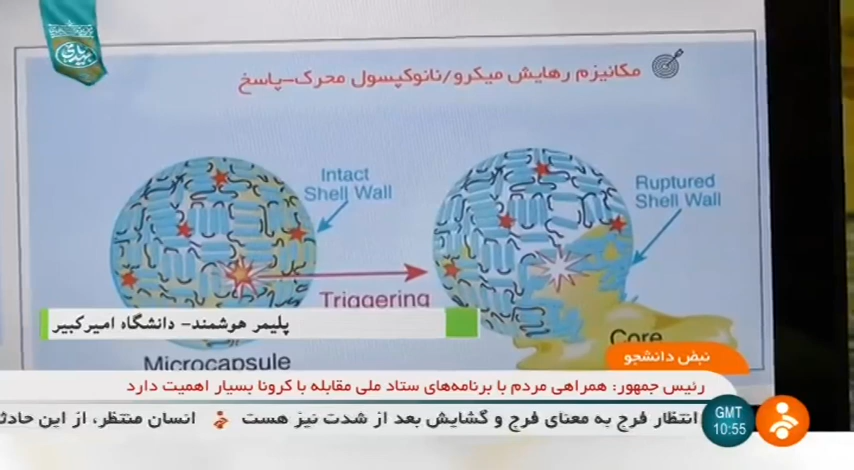 مکانیزم رهایش میکرو/نانوکپسول محرک-پاسخ
Intact
Shell Wall
Ruptured
Shell Wall
Triggering
Core
پلیمر هوشمند- دانشگاه امیرکبیر
Microcapsule
نبض دانشجو
رئیس جمهور: همراهی مردم با برنامه‌های ستاد ملی مقابله با کرونا بسیار اهمیت دارد
انتظار فرج به معنای فرج و گشایش بعد از شدت نیز هست
انسان منتظر، از این
GMT
10:55